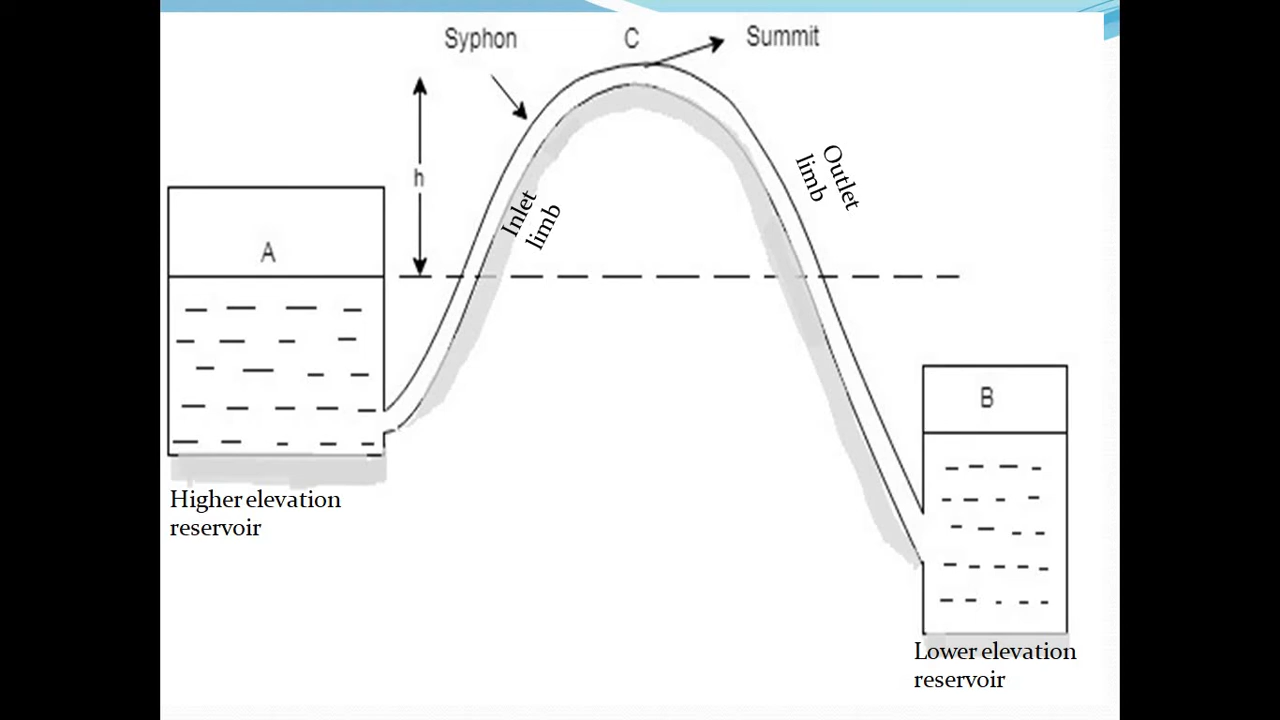 Syphon
C
Summit
h
Outlet
limb
Inlet
limb
A
B
Higher elevation
reservoir
Lower elevation
reservoir